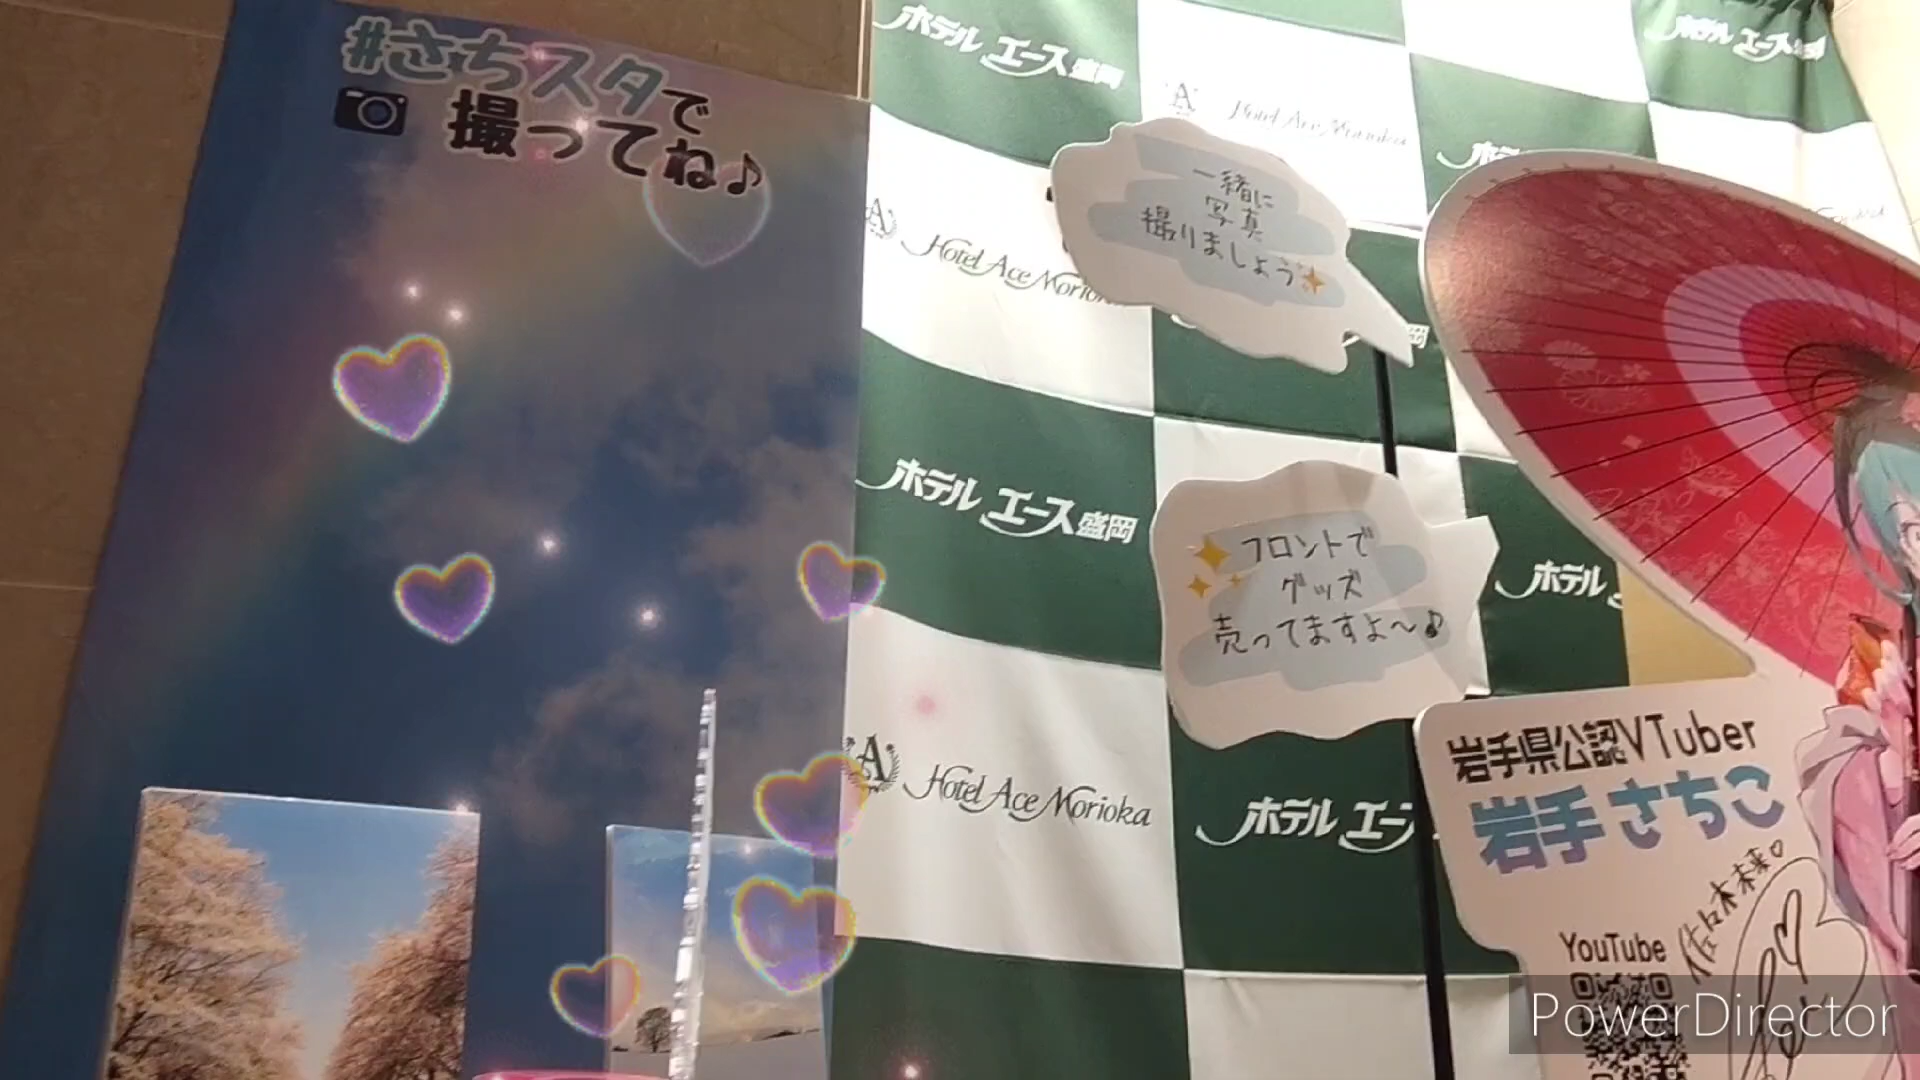 #さちスタで
撮ってね♪
ホテル エース 盛岡
Hotel Ace Morioka
ホテル エース
一緒に
写真
撮りましょう
Hotel Ace Morio
ホテル エース 盛岡
フロントで
グッズ
売ってますよ~♪
ホテル
Hotel Ace Morioka
ホテル エー
岩手県公認VTuber
岩手さちこ
佐々木未来♡
YouTube
PowerDirector